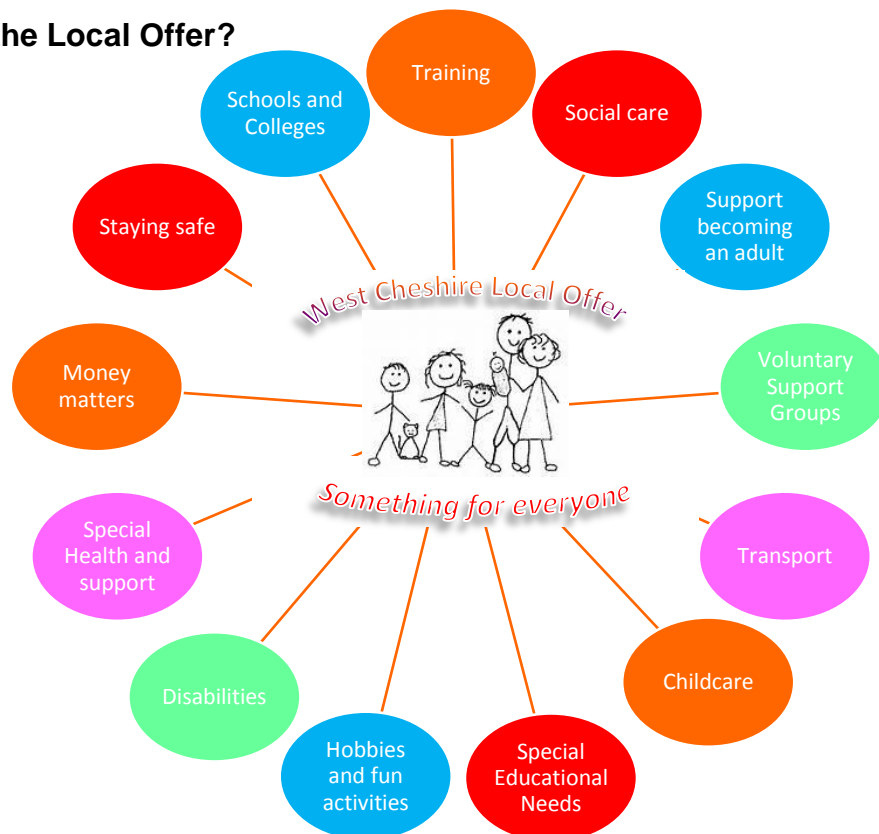 he Local Offer?
Training
Schools and
Colleges
Social care
Support
becoming
an adult
Staying safe
West Cheshire Local Offer
Money
matters
Voluntary
Support
Groups
Something for everyone
Special
Health and
support
Transport
Disabilities
Childcare
Hobbies
and fun
activities
Special
Educational
Needs